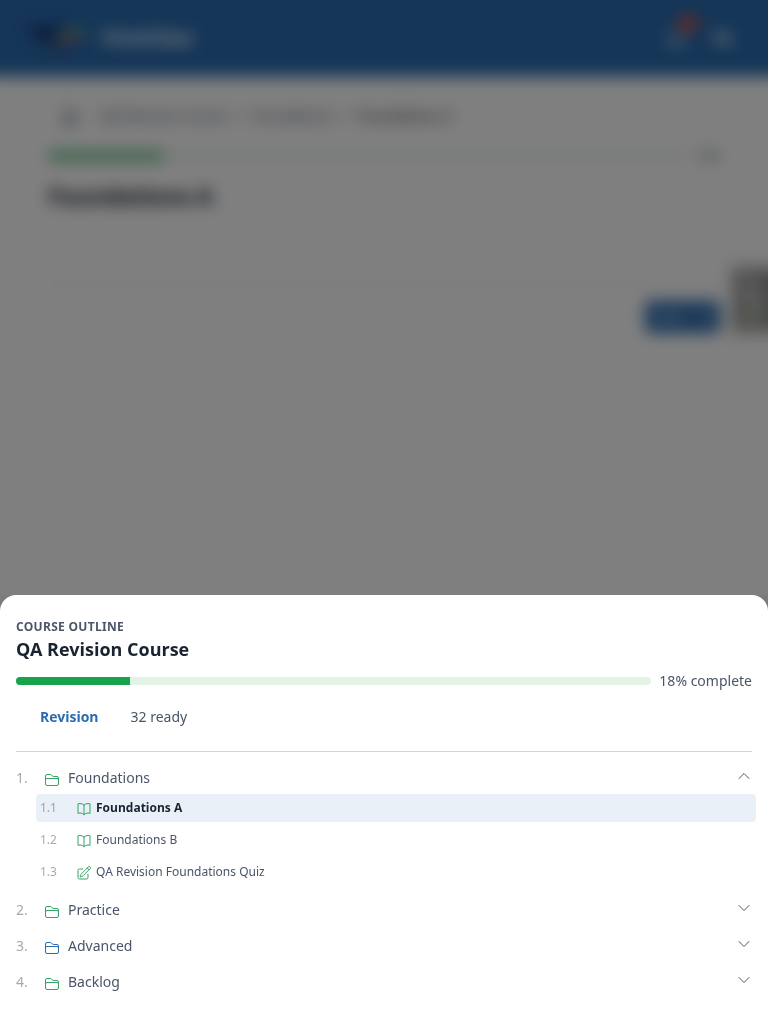 COURSE OUTLINE
QA Revision Course
18% complete
Revision 32 ready
1. Foundations
1.1 Foundations A
1.2 Foundations B
1.3 QA Revision Foundations Quiz
2. Practice
3. Advanced
4. Backlog